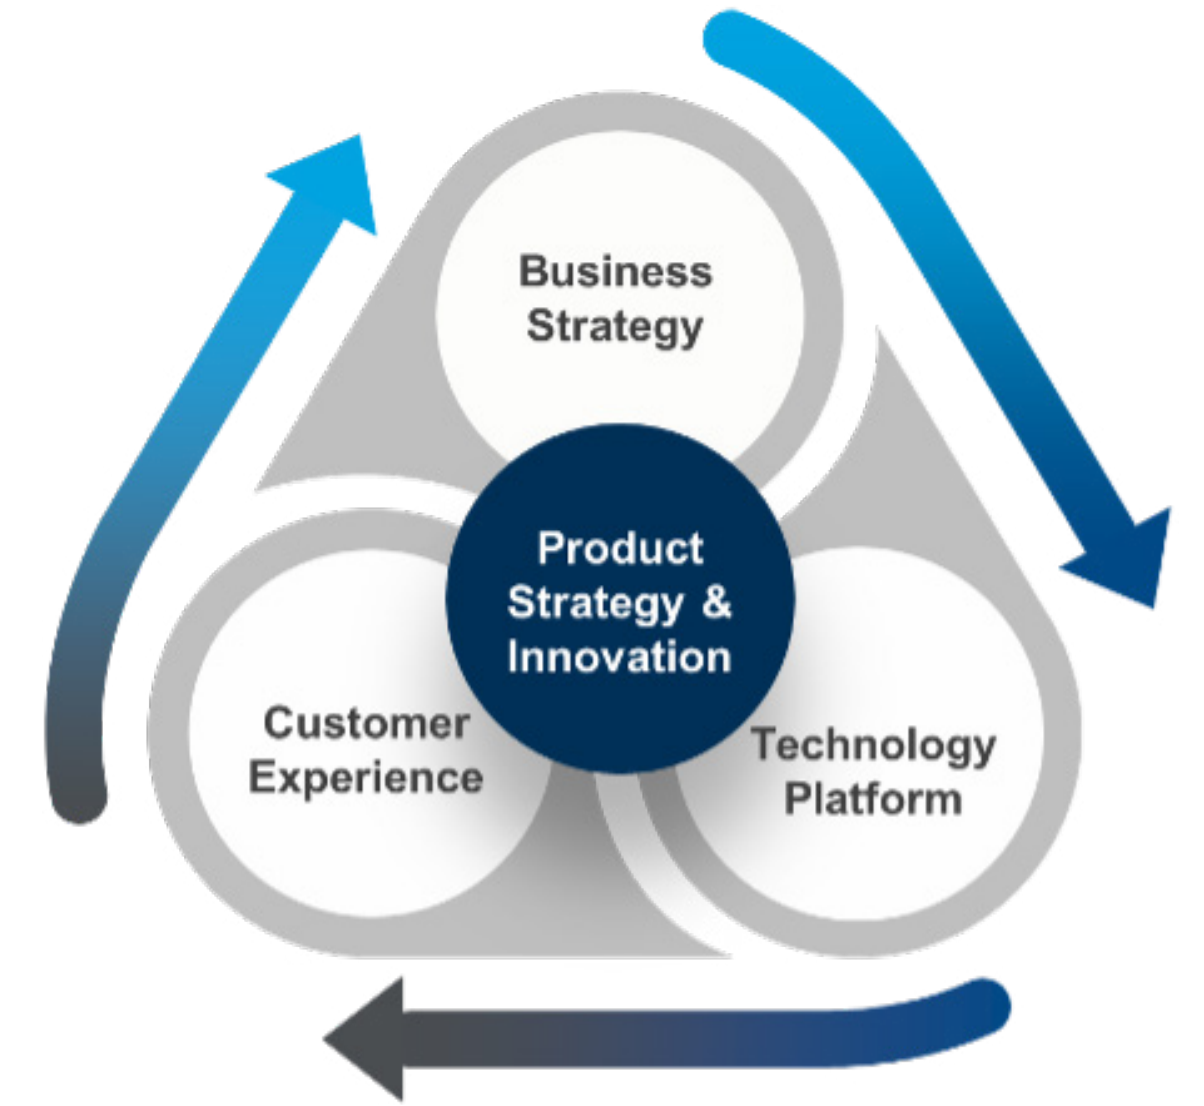 Business
Strategy
Product
Strategy &
Innovation
Customer
Experience
Technology
Platform